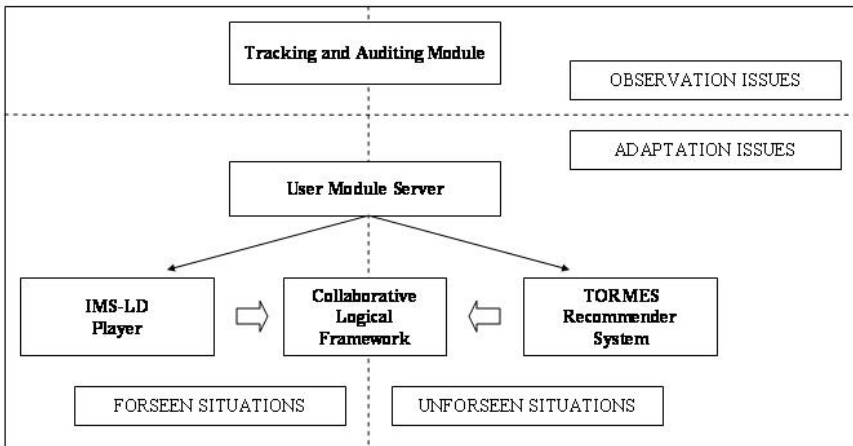 Tracking and Auditing Module
OBSERVATION ISSUES
ADAPTATION ISSUES
User Module Server
IMS-LD
Player
Collaborative
Logical
Framework
TORMES
Recommender
System
FORSEEN SITUATIONS
UNFORSEEN SITUATIONS